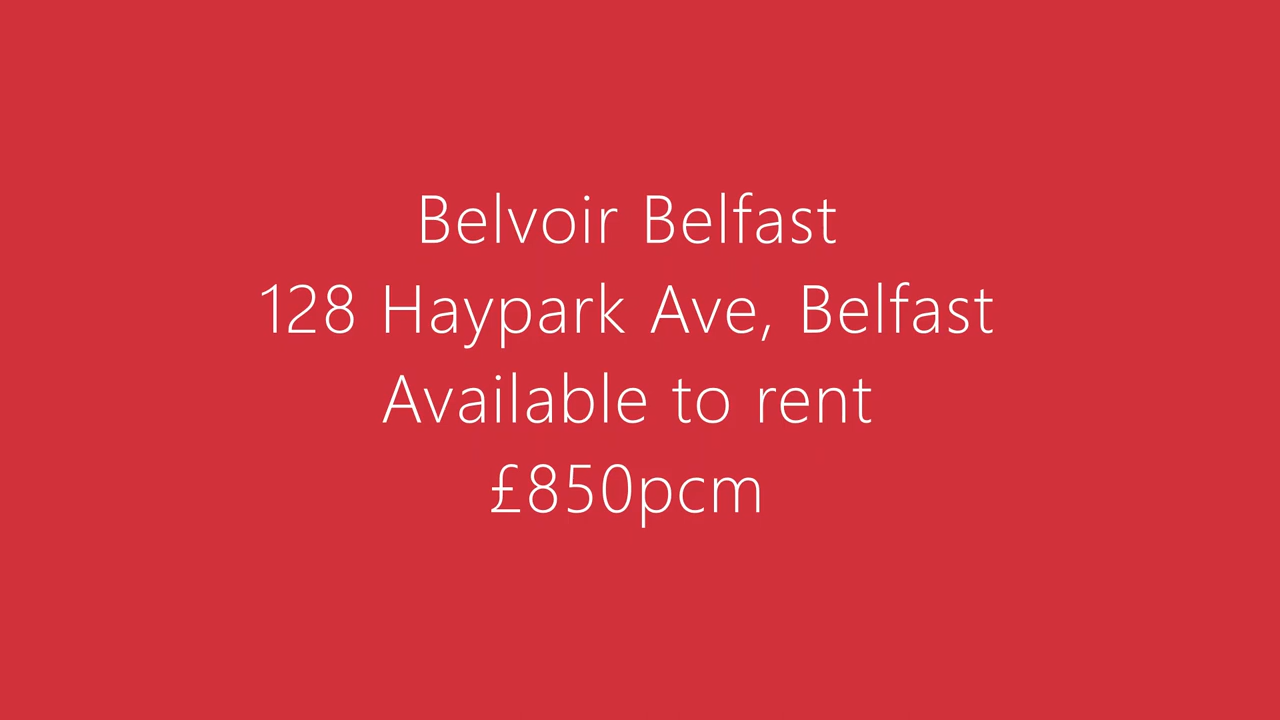 Belvoir Belfast
128 Haypark Ave, Belfast
Available to rent
£850pcm